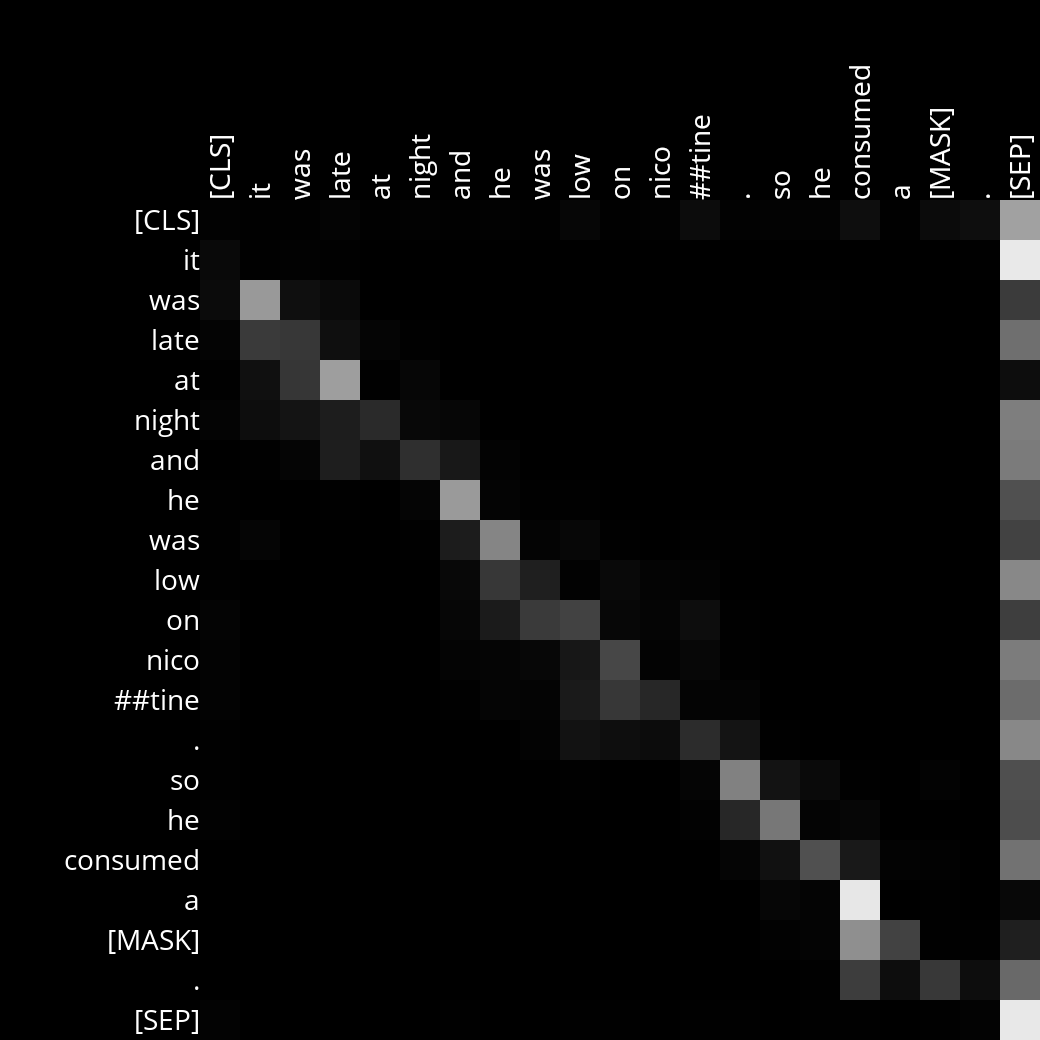 [CLS] it was late at night and he was low on nico ##tine . so he consumed a [MASK] . [SEP]
[CLS]
it
was
late
at
night
and
he
was
low
on
nico
##tine
.
so
he
consumed
a
[MASK]
.
[SEP]